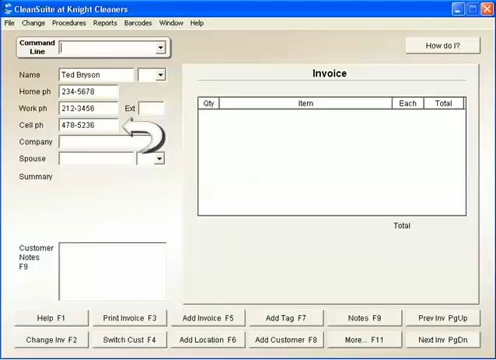 CleanSuite at Knight Cleaners
File Change Procedures Reports Barcodes Window Help
Command Line
How do I?
Name Ted Bryson
Home ph 234-5678
Work ph 212-3456 Ext
Cell ph 478-5236
Company
Spouse
Summary
Invoice
Qty Item Each Total
Total
Customer Notes F9
Help F1 Print Invoice F3 Add Invoice F5 Add Tag F7 Notes F9 Prev Inv PgUp
Change Inv F2 Switch Cust F4 Add Location F6 Add Customer F8 More... F11 Next Inv PgDn